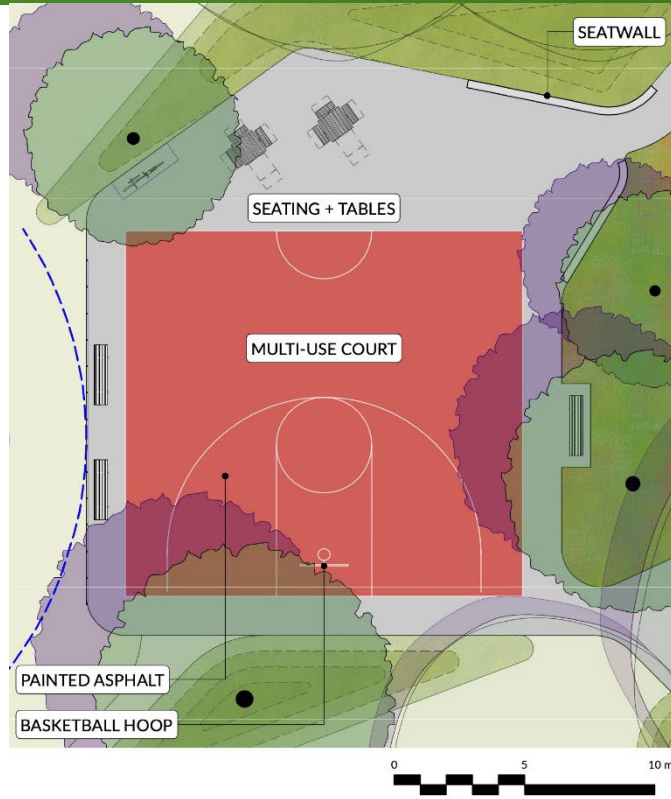 SEATWALL
SEATING + TABLES
MULTI-USE COURT
PAINTED ASPHALT
BASKETBALL HOOP
0 5 10 m